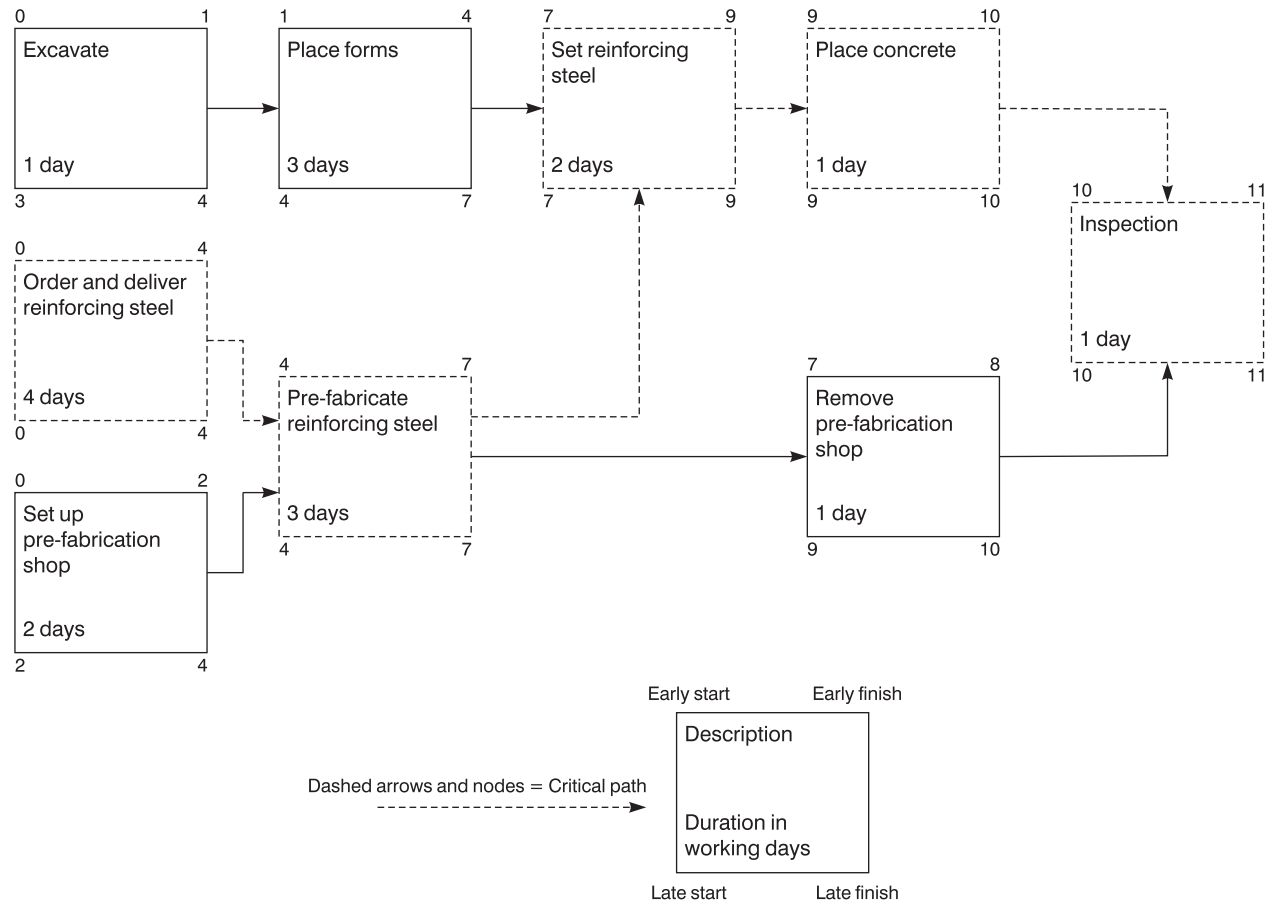 0 1
Excavate
1 day
3 4
1 4
Place forms
3 days
4 7
7 9
Set reinforcing
steel
2 days
7 9
9 10
Place concrete
1 day
9 10
10 11
Inspection
1 day
10 11
0 4
Order and deliver
reinforcing steel
4 days
0 4
4 7
Pre-fabricate
reinforcing steel
3 days
4 7
7 8
Remove
pre-fabrication
shop
1 day
9 10
0 2
Set up
pre-fabrication
shop
2 days
2 4
Early start Early finish
Description
Dashed arrows and nodes = Critical path
Duration in
working days
Late start Late finish